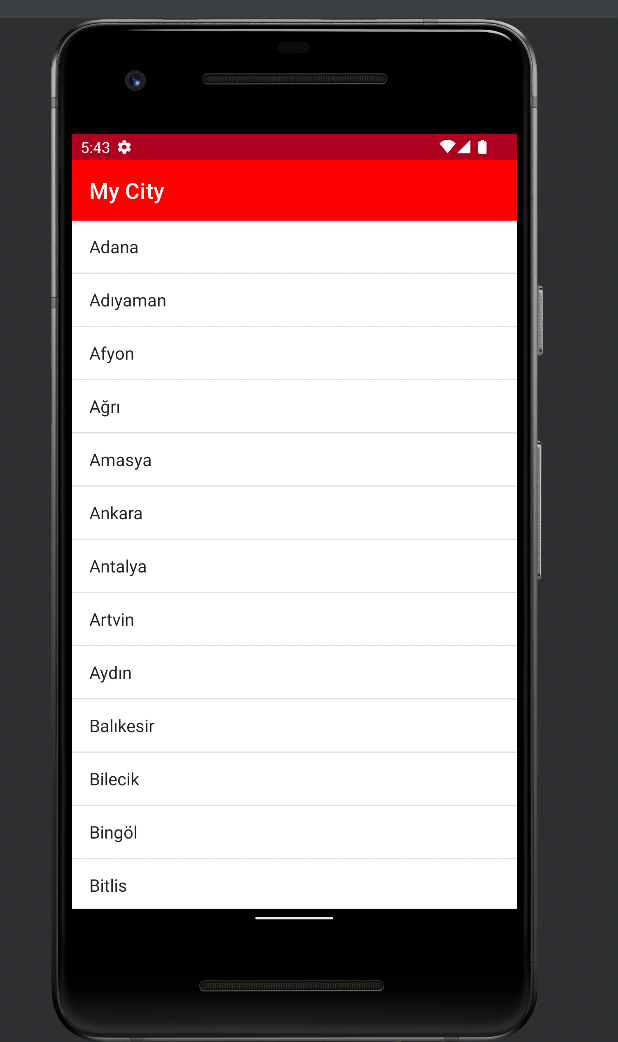 5:43
My City
Adana
Adıyaman
Afyon
Ağrı
Amasya
Ankara
Antalya
Artvin
Aydın
Balıkesir
Bilecik
Bingöl
Bitlis